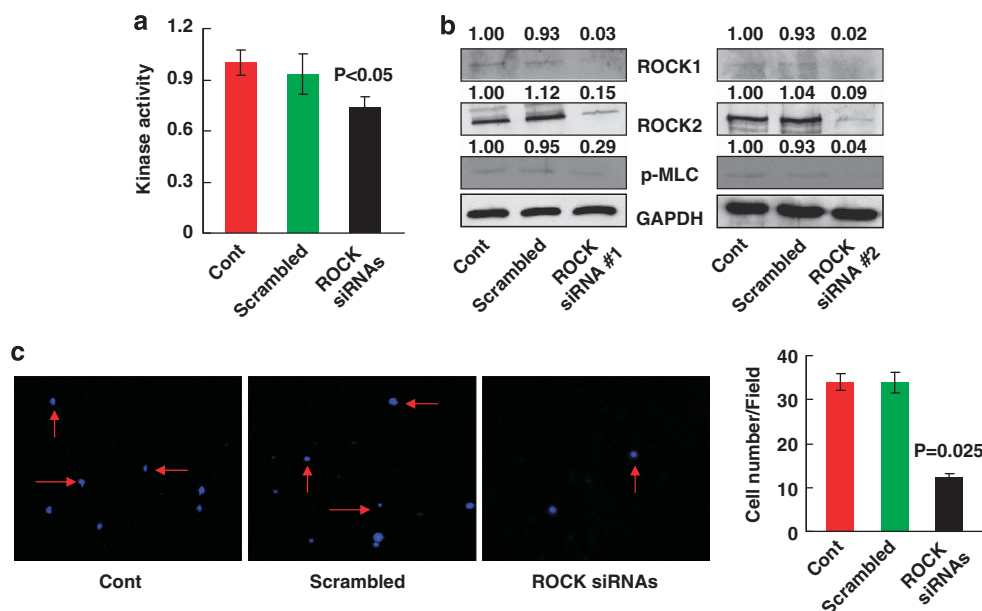 a
1.2
0.9
0.6
0.3
0
Kinase activity
P<0.05
Cont
Scrambled
ROCK
siRNAs
b
1.00 0.93 0.03
1.00 0.93 0.02
ROCK1
1.00 1.12 0.15
1.00 1.04 0.09
ROCK2
1.00 0.95 0.29
1.00 0.93 0.04
p-MLC
GAPDH
Cont
Scrambled
ROCK
siRNA #1
Cont
Scrambled
ROCK
siRNA #2
c
Cont
Scrambled
ROCK siRNAs
40
30
20
10
0
Cell number/Field
P=0.025
Cont
Scrambled
ROCK
siRNAs